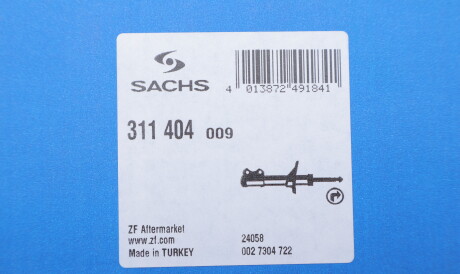 SACHS
4 013872 491841
311 404 009
ZF Aftermarket
www.zf.com
Made in TURKEY
24058
002 7304 722